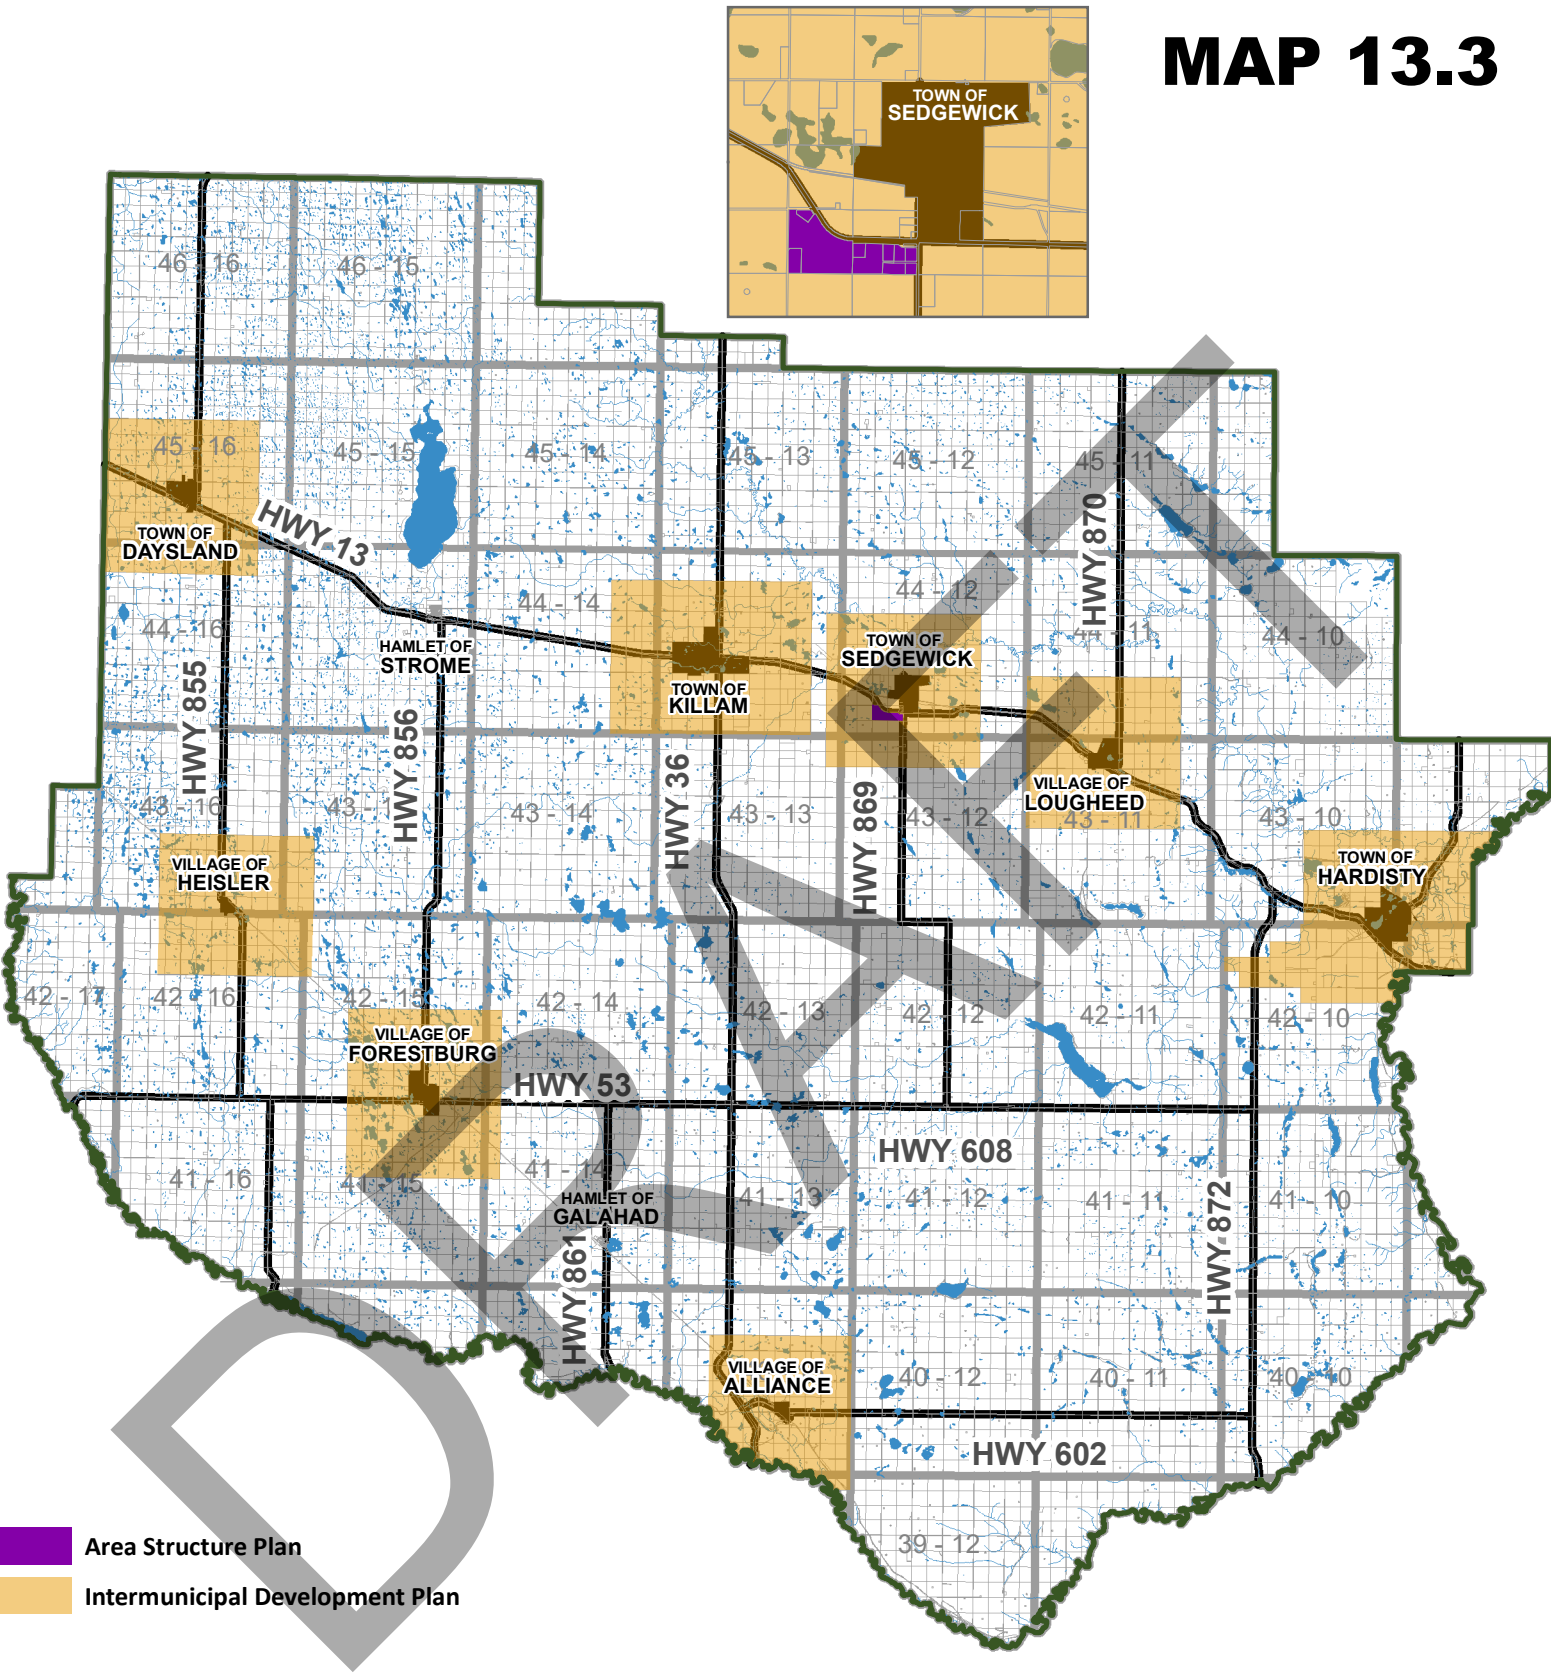 MAP 13.3
TOWN OF
SEDGEWICK
46 - 16
46 - 15
45 - 16
45 - 15
45 - 14
45 - 13
45 - 12
45 - 11
TOWN OF
DAYSLAND
HWY 13
HWY 870
44 - 16
44 - 14
44 - 12
44 - 11
44 - 10
HAMLET OF
STROME
TOWN OF
KILLAM
TOWN OF
SEDGEWICK
HWY 855
HWY 856
HWY 36
HWY 869
VILLAGE OF
LOUGHEED
43 - 16
43 - 1
43 - 14
43 - 13
43 - 12
43 - 11
43 - 10
VILLAGE OF
HEISLER
TOWN OF
HARDISTY
42 - 17
42 - 16
42 - 15
42 - 14
42 - 13
42 - 12
42 - 11
42 - 10
VILLAGE OF
FORESTBURG
HWY 53
HWY 608
41 - 16
41 - 15
41 - 14
41 - 13
41 - 12
41 - 11
41 - 10
HAMLET OF
GALAHAD
HWY 861
HWY 872
VILLAGE OF
ALLIANCE
40 - 12
40 - 11
40 - 10
HWY 602
39 - 12
DRAFT
Area Structure Plan
Intermunicipal Development Plan